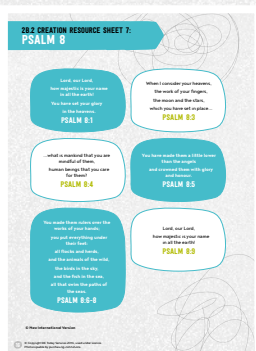 2B.2 CREATION RESOURCE SHEET 7:
PSALM 8
Lord, our Lord,
how majestic is your name
in all the earth!
You have set your glory
in the heavens.
PSALM 8:1
When I consider your heavens,
the work of your fingers,
the moon and the stars,
which you have set in place...
PSALM 8:3
...what is mankind that you are
mindful of them,
human beings that you care
for them?
PSALM 8:4
You have made them a little lower
than the angels
and crowned them with glory
and honour.
PSALM 8:5
You made them rulers over the
works of your hands;
you put everything under
their feet:
all flocks and herds,
and the animals of the wild,
the birds in the sky,
and the fish in the sea,
all that swim the paths of
the seas.
PSALM 8:6-8
Lord, our Lord,
how majestic is your name
in all the earth!
PSALM 8:9
© New International Version